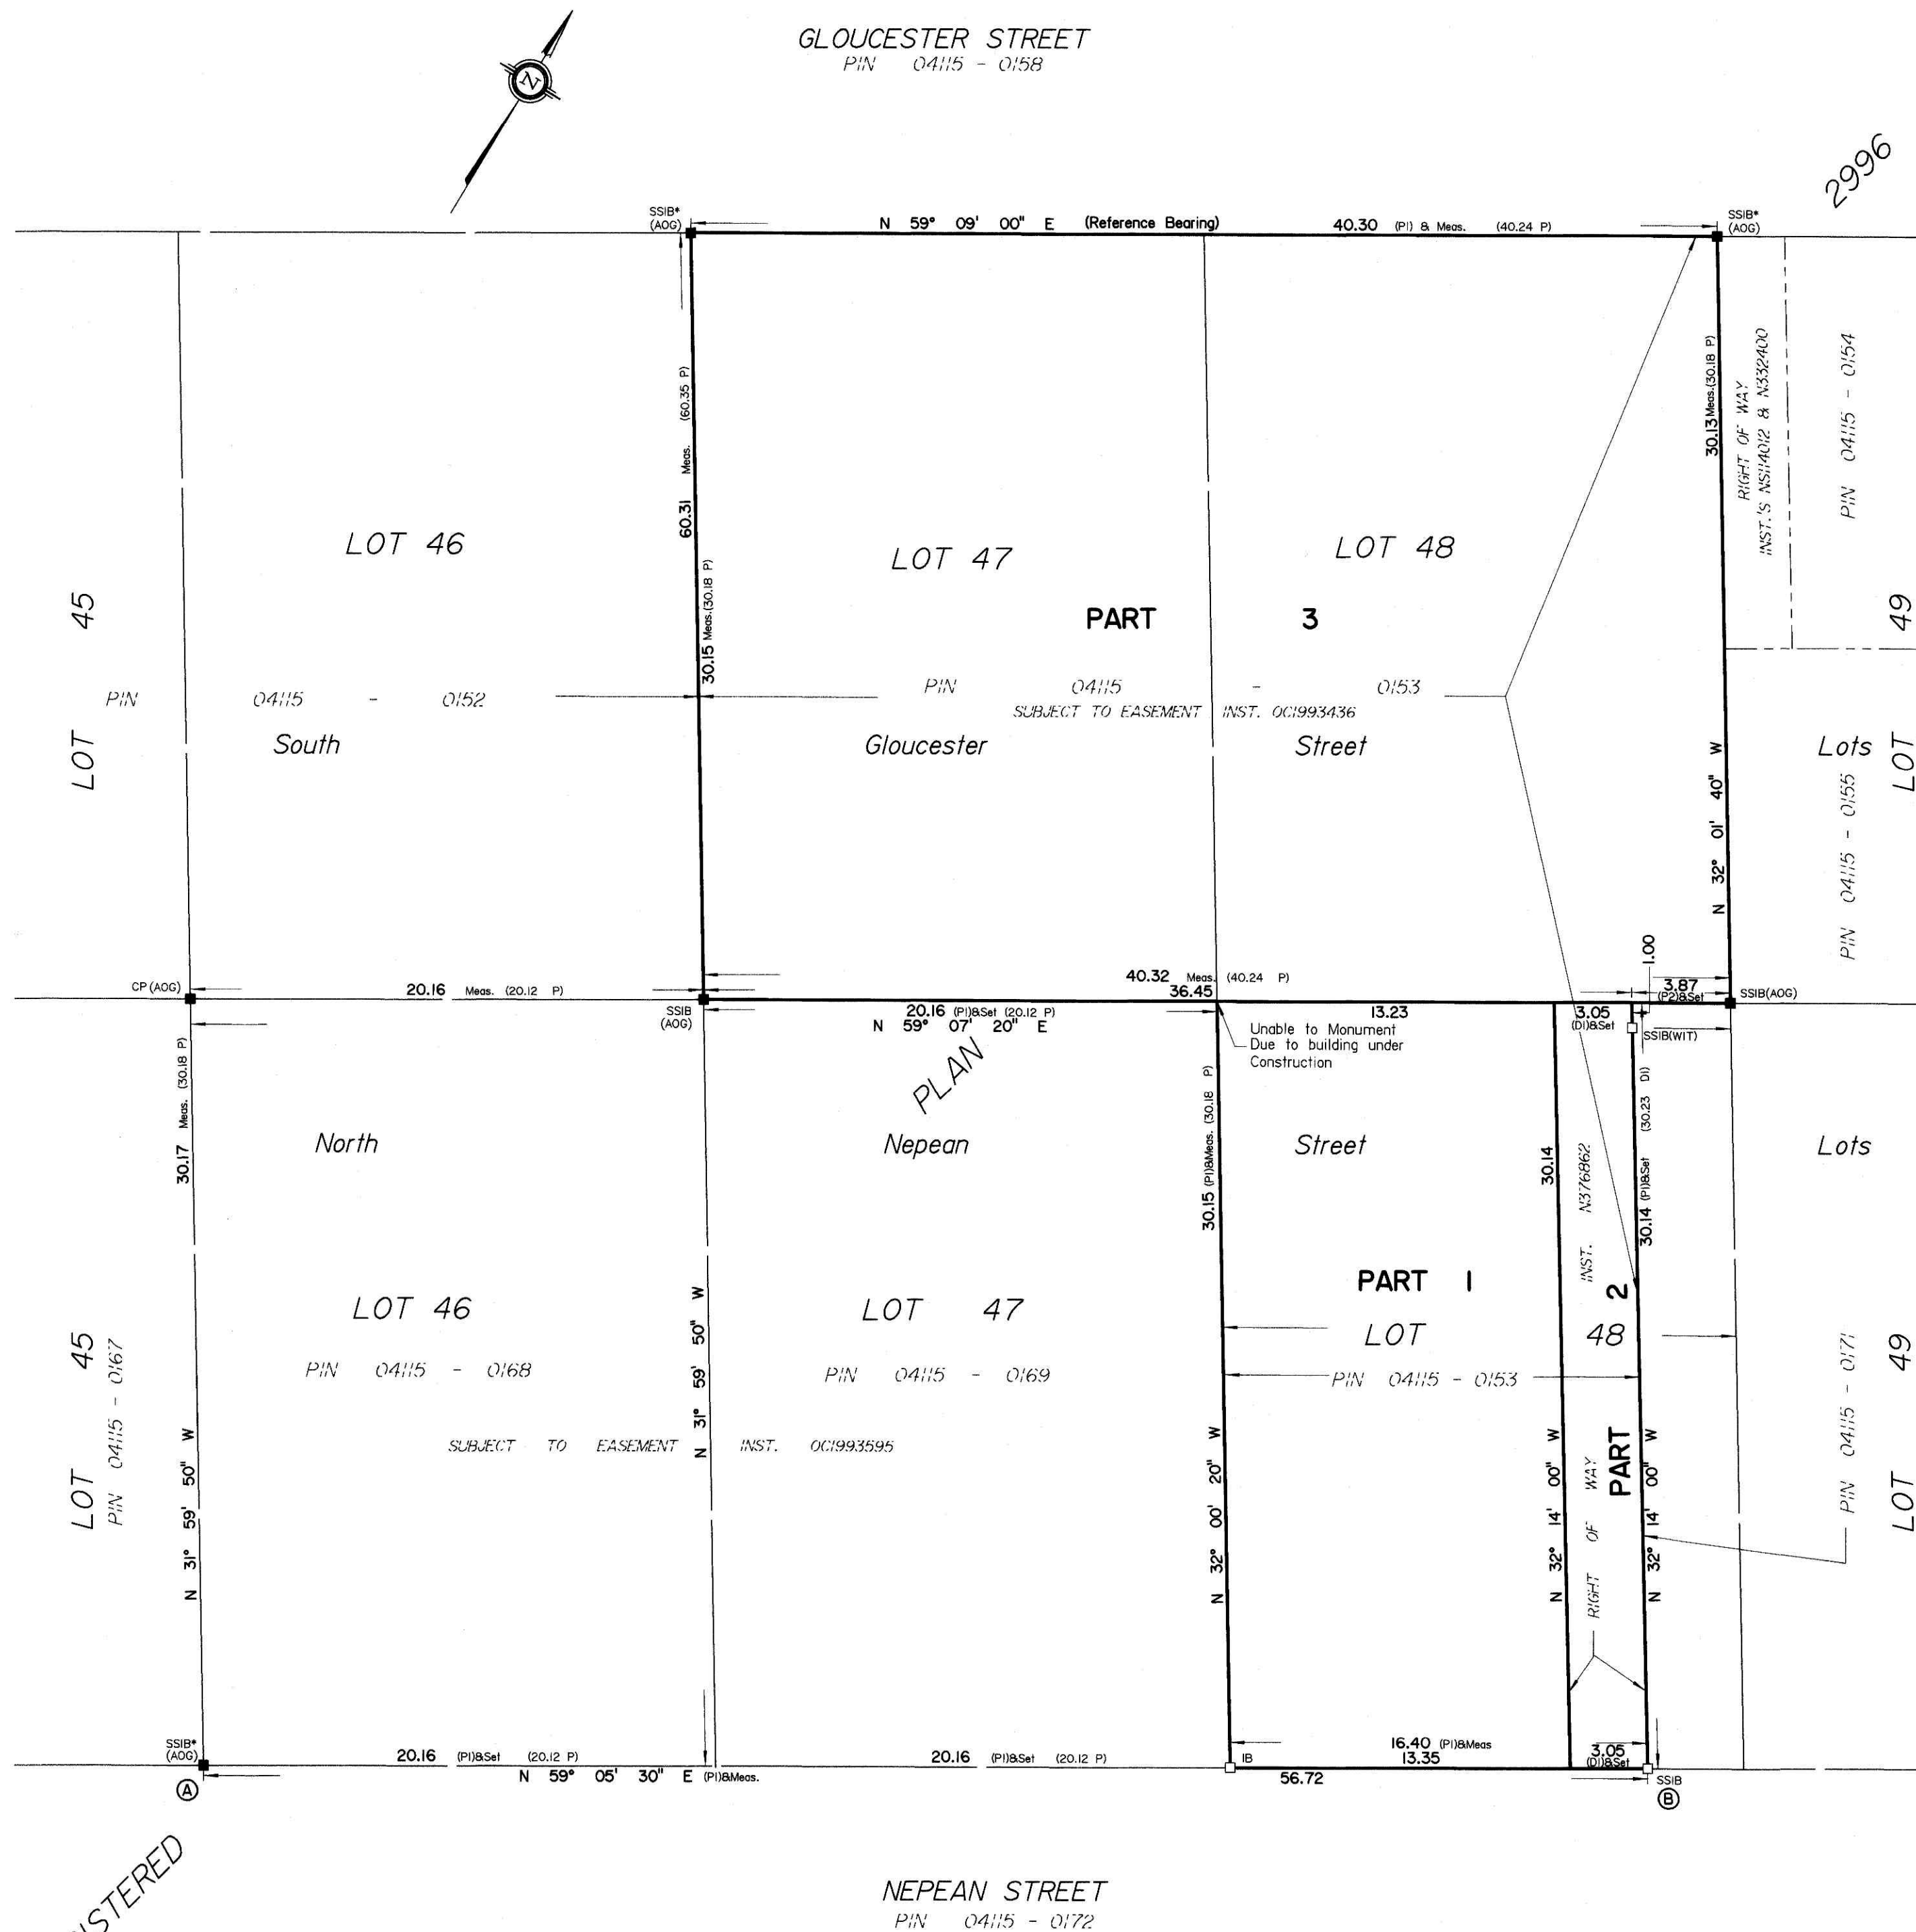 GLOUCESTER STREET
PIN 04115 - 0158
N
2996
SSIB*
(AOG)
N 59° 09' 00" E (Reference Bearing) 40.30 (P1) & Meas. (40.24 P)
SSIB*
(AOG)
60.31 Meas. (60.35 P)
30.15 Meas.(30.18 P)
30.13 Meas.(30.18 P)
N 32° 01' 40" W
RIGHT OF WAY
INST.'S NS114012 & N332400
PIN 04115 - 0154
LOT 45
LOT 46
LOT 47
LOT 48
LOT 49
PART 3
PIN 04115 - 0152
PIN 04115 - 0153
SUBJECT TO EASEMENT INST. OC1993436
South Gloucester Street Lots
PIN 04115 - 0155
1.00
CP (AOG)
20.16 Meas. (20.12 P)
40.32 Meas. (40.24 P)
36.45
3.87
(P2)&Set
SSIB(AOG)
SSIB
(AOG)
20.16 (P1)&Set (20.12 P)
N 59° 07' 20" E
13.23
3.05
(D1)&Set
SSIB(WIT)
Unable to Monument
Due to building under
Construction
PLAN
30.17 Meas. (30.18 P)
N 31° 59' 50" W
N 31° 59' 50" W
30.15 (P1)&Meas. (30.18 P)
N 32° 00' 20" W
30.14
N 32° 14' 00" W
30.14 (P1)&Set (30.23 D1)
N 32° 14' 00" W
North Nepean Street Lots
INST. N376862
RIGHT OF WAY
PART 1
PART 2
LOT 45
PIN 04115 - 0167
LOT 46
LOT 47
LOT 48
LOT 49
PIN 04115 - 0168
PIN 04115 - 0169
PIN 04115 - 0153
PIN 04115 - 0171
SUBJECT TO EASEMENT INST. OC1993595
SSIB*
(AOG)
A
20.16 (P1)&Set (20.12 P)
N 59° 05' 30" E (P1)&Meas.
20.16 (P1)&Set (20.12 P)
IB
16.40 (P1)&Meas
13.35
3.05
(D1)&Set
56.72
SSIB
B
ISTERED
NEPEAN STREET
PIN 04115 - 0172